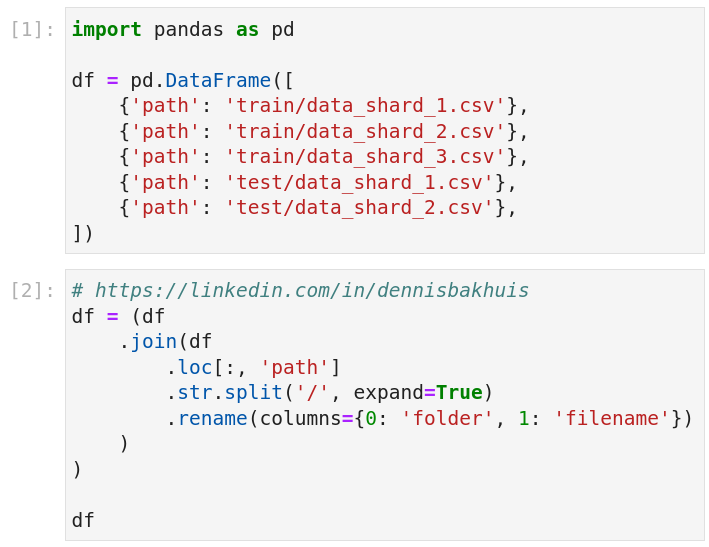 [1]: import pandas as pd

df = pd.DataFrame([
    {'path': 'train/data_shard_1.csv'},
    {'path': 'train/data_shard_2.csv'},
    {'path': 'train/data_shard_3.csv'},
    {'path': 'test/data_shard_1.csv'},
    {'path': 'test/data_shard_2.csv'},
])

[2]: # https://linkedin.com/in/dennisbakhuis
df = (df
    .join(df
        .loc[:, 'path']
        .str.split('/', expand=True)
        .rename(columns={0: 'folder', 1: 'filename'})
    )
)

df